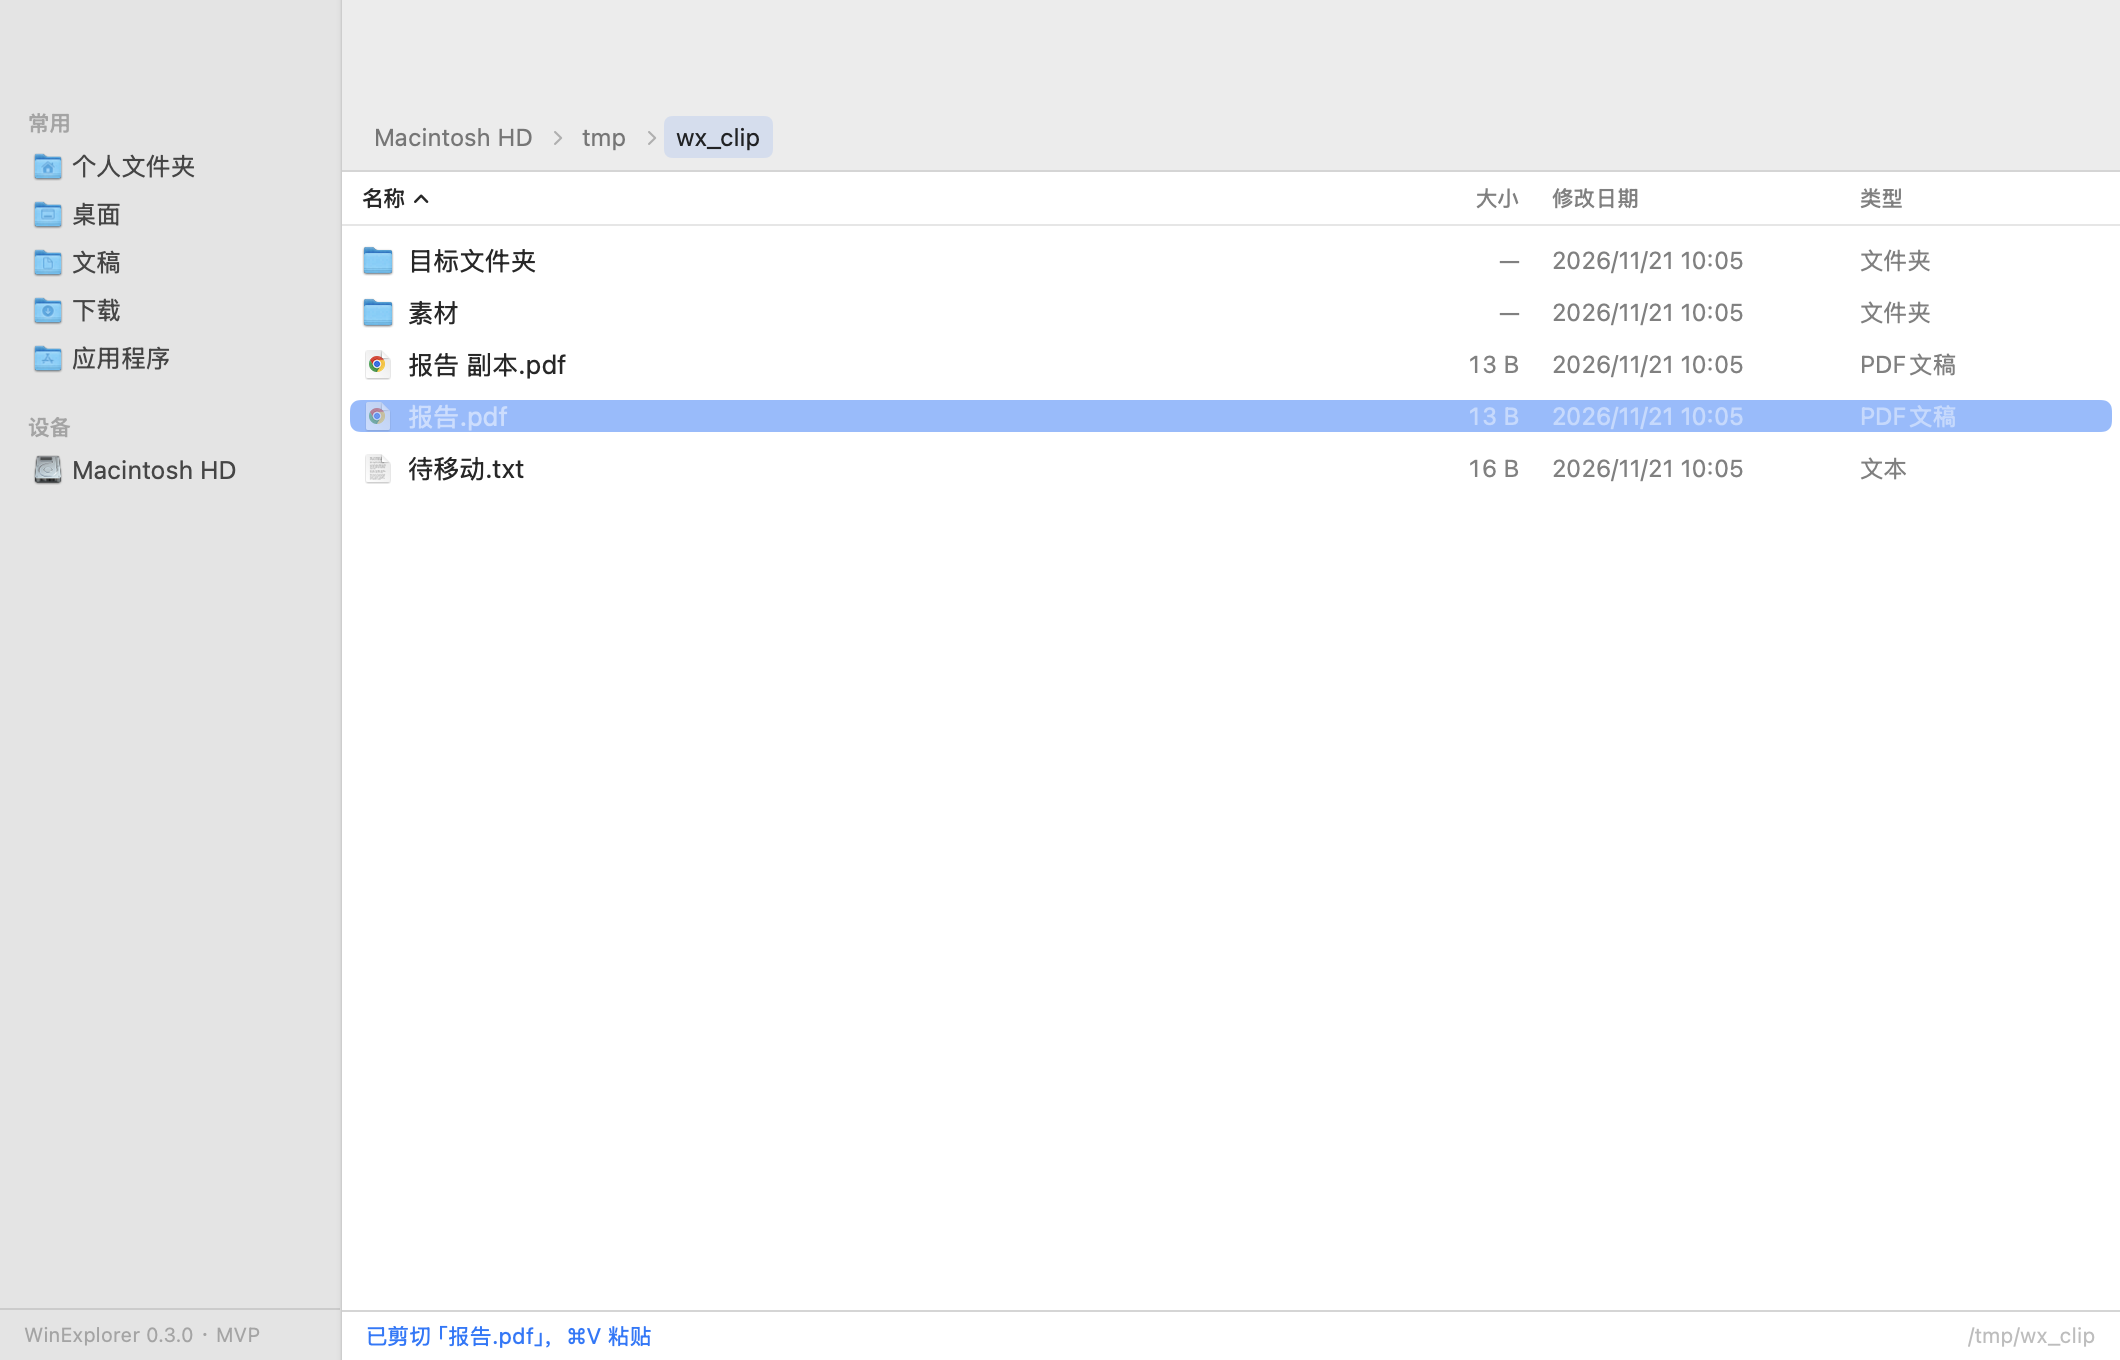 常用
个人文件夹
桌面
文稿
下载
应用程序
设备
Macintosh HD
WinExplorer 0.3.0 · MVP
Macintosh HD > tmp > wx_clip
名称 大小 修改日期 类型
目标文件夹 — 2026/11/21 10:05 文件夹
素材 — 2026/11/21 10:05 文件夹
报告 副本.pdf 13 B 2026/11/21 10:05 PDF文稿
报告.pdf 13 B 2026/11/21 10:05 PDF文稿
待移动.txt 16 B 2026/11/21 10:05 文本
已剪切「报告.pdf」，⌘V 粘贴 /tmp/wx_clip